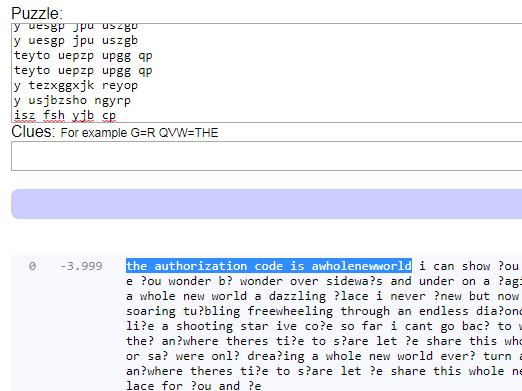 Puzzle:
y uesgp jpu uszgb
y uesgp jpu uszgb
teyto uepzp upgg qp
teyto uepzp upgg qp
y tezxggxjk reyop
y usjbzsho ngyrp
isz fsh yjb cp
Clues: For example G=R QVW=THE
0 -3.999 the authorization code is awholenewworld i can show ?ou
e ?ou wonder b? wonder over sidewa?s and under on a ?agi
a whole new world a dazzling ?lace i never ?new but now
soaring tu?bling freewheeling through an endless dia?ond
li?e a shooting star ive co?e so far i cant go bac? to w
the? an?where theres ti?e to s?are let ?e share this who
or sa? were onl? drea?ing a whole new world ever? turn a
an?where theres ti?e to s?are let ?e share this whole ne
lace for ?ou and ?e